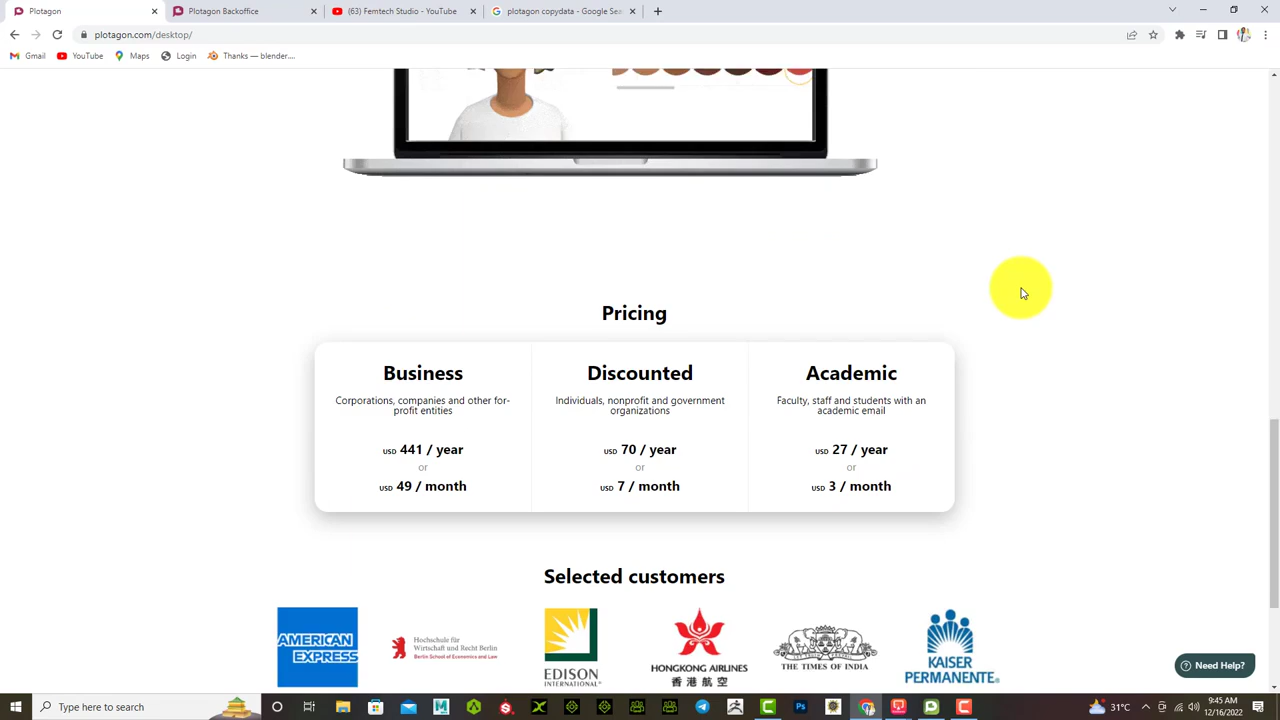 Plotagon
Plotagon Backoffice
(63) Femtech Studio - YouTube
plotagon copydata - Google Sea
plotagon.com/desktop/
Gmail
YouTube
Maps
Login
Thanks — blender....
Pricing
Business
Corporations, companies and other for-
profit entities
USD 441 / year
or
USD 49 / month
Discounted
Individuals, nonprofit and government
organizations
USD 70 / year
or
USD 7 / month
Academic
Faculty, staff and students with an
academic email
USD 27 / year
or
USD 3 / month
Selected customers
AMERICAN
EXPRESS
Hochschule für
Wirtschaft und Recht Berlin
Berlin School of Economics and Law
EDISON
INTERNATIONAL®
HONGKONG AIRLINES
香港航空
THE TIMES OF INDIA
KAISER
PERMANENTE®
Need Help?
Type here to search
31°C
9:45 AM
12/16/2022